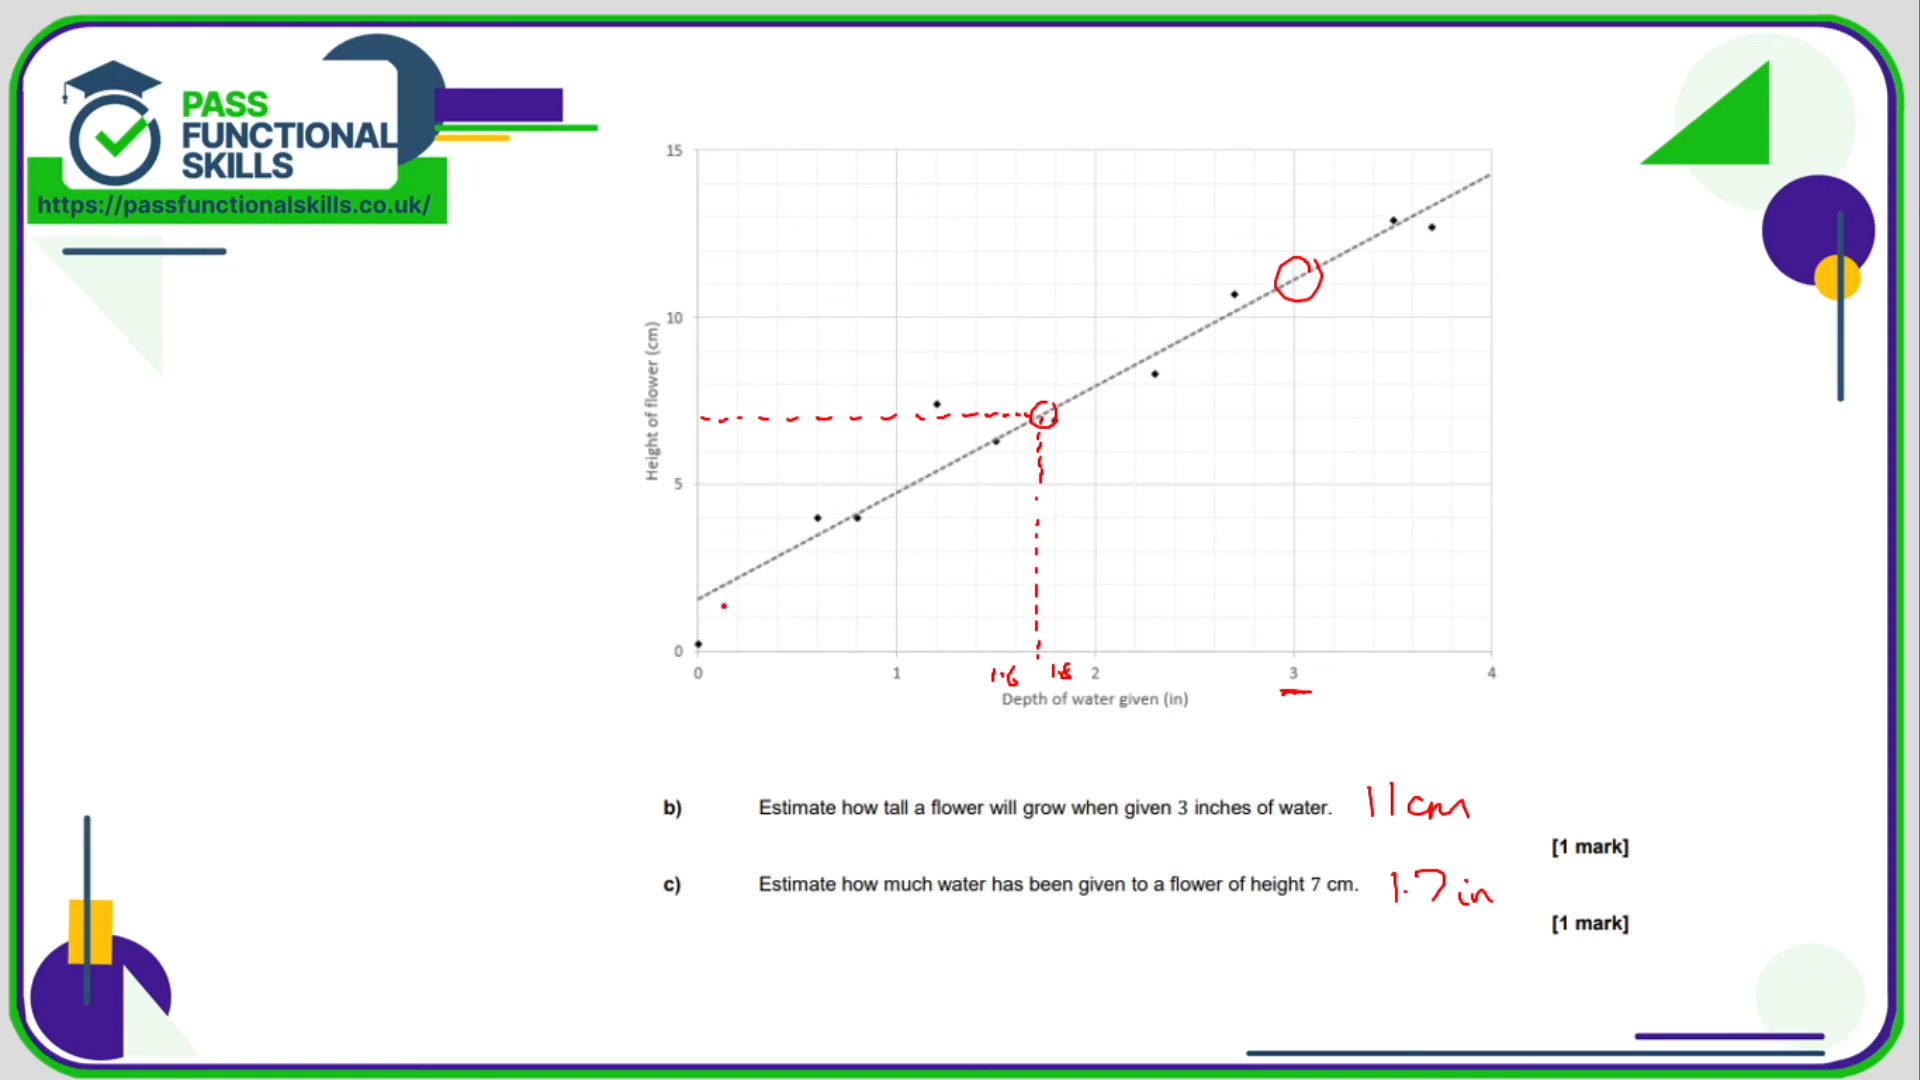 PASS
FUNCTIONAL
SKILLS
https://passfunctionalskills.co.uk/
15
10
5
0
Height of flower (cm)
0 1 1.6 1.8 2 3 4
Depth of water given (in)
b) Estimate how tall a flower will grow when given 3 inches of water. 11cm
[1 mark]
c) Estimate how much water has been given to a flower of height 7 cm. 1.7in
[1 mark]